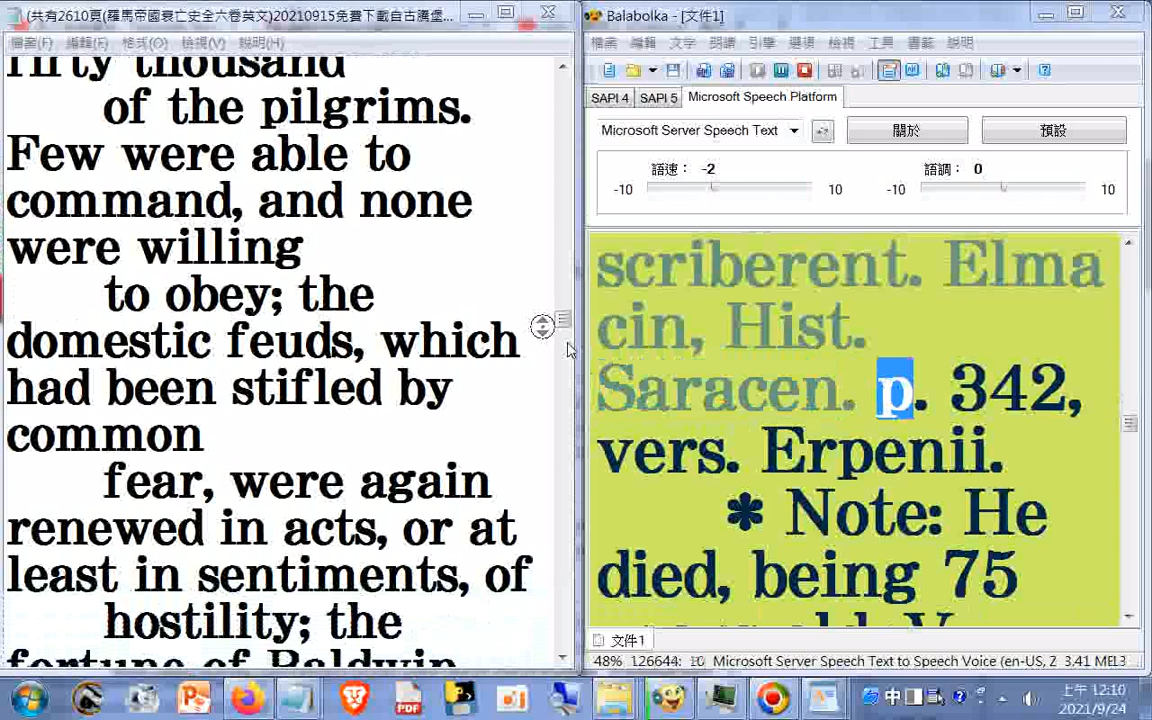 (共有2610頁(羅馬帝國衰亡史全六卷英文)20210915免費下載自古騰堡...
檔案(F) 編輯(E) 格式(O) 檢視(V) 說明(H)
fifty thousand
of the pilgrims.
Few were able to
command, and none
were willing
to obey; the
domestic feuds, which
had been stifled by
common
fear, were again
renewed in acts, or at
least in sentiments, of
hostility; the
fortune of Baldwin
Balabolka - [文件1]
檔案 編輯 文字 朗讀 引擎 選項 檢視 工具 書籤 說明
SAPI 4 SAPI 5 Microsoft Speech Platform
Microsoft Server Speech Text 關於 預設
語速： -2 語調： 0
-10 10 -10 10
scriberent. Elma
cin, Hist.
Saracen. p. 342,
vers. Erpenii.
* Note: He
died, being 75
文件1
48% 126644: 10 Microsoft Server Speech Text to Speech Voice (en-US, Z 3,41 MEL3
中
上午 12:10
2021/9/24